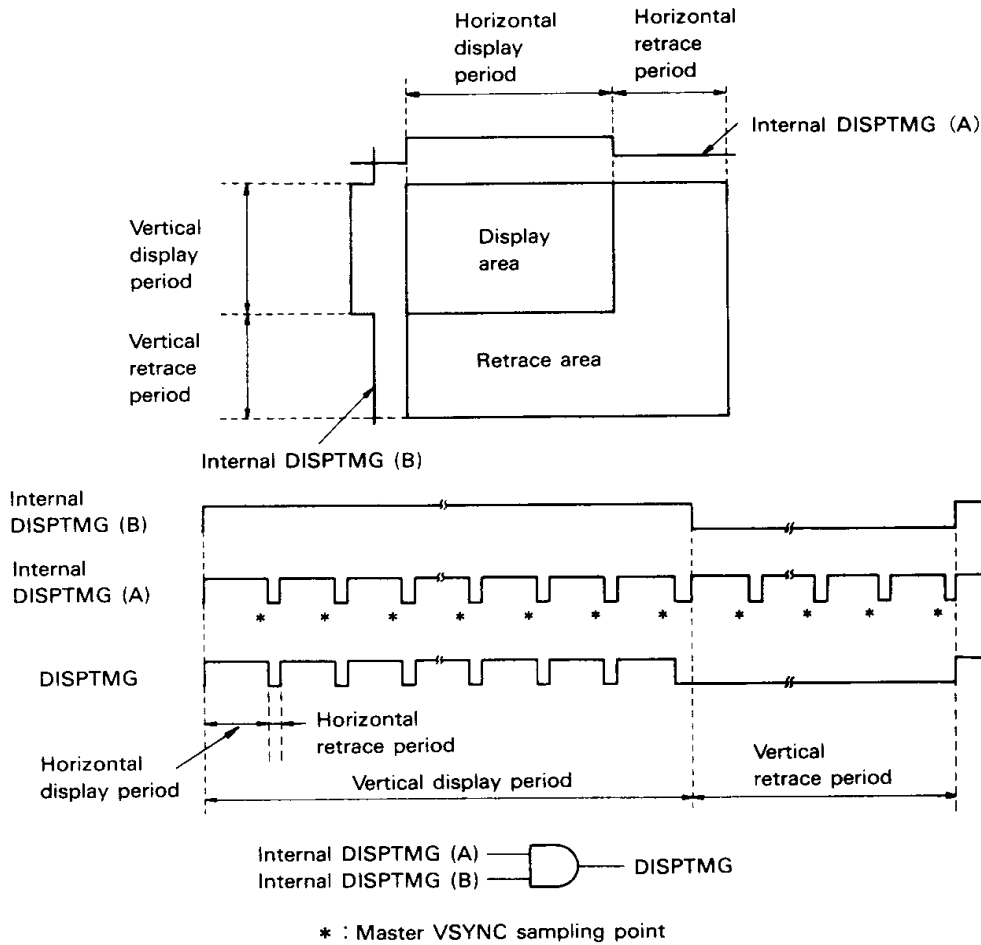 Horizontal
display
period
Horizontal
retrace
period
Internal DISPTMG (A)
Vertical
display
period
Display
area
Vertical
retrace
period
Retrace area
Internal DISPTMG (B)
Internal
DISPTMG (B)
Internal
DISPTMG (A)
* * * * * * * * * * *
DISPTMG
Horizontal
retrace period
Horizontal
display period
Vertical display period
Vertical
retrace period
Internal DISPTMG (A)
Internal DISPTMG (B)
DISPTMG
* : Master VSYNC sampling point